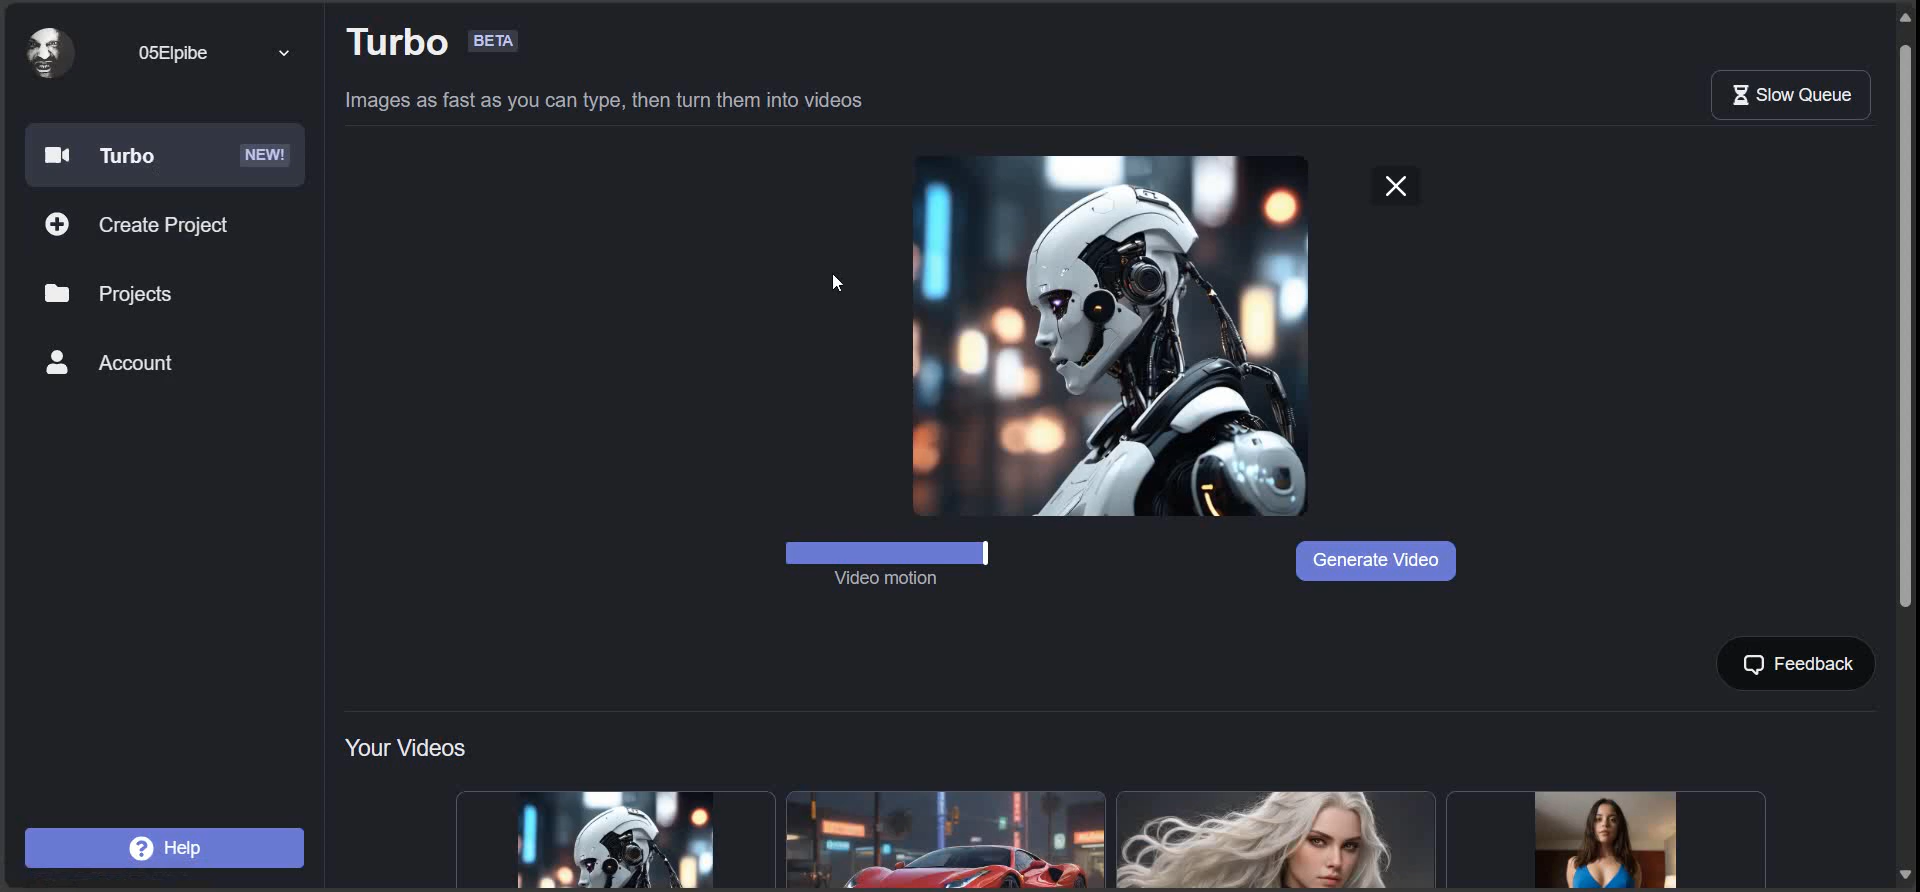 05Elpibe
Turbo NEW!
Create Project
Projects
Account
Help
Turbo BETA
Images as fast as you can type, then turn them into videos
Slow Queue
Video motion
Generate Video
Feedback
Your Videos